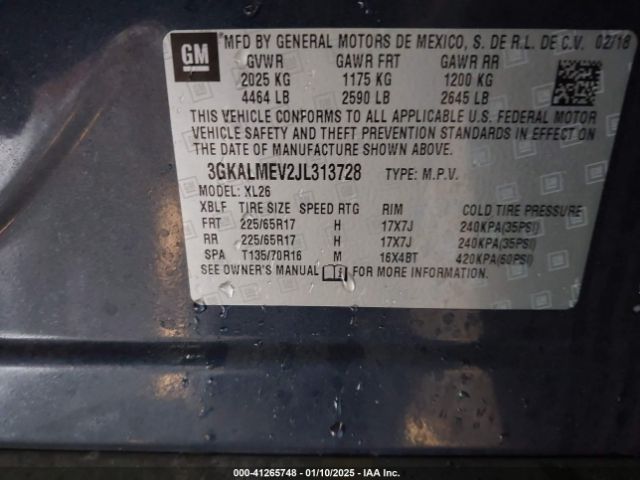 GM MFD BY GENERAL MOTORS DE MEXICO, S. DE R.L. DE C.V. 02/18
GVWR GAWR FRT GAWR RR
2025 KG 1175 KG 1200 KG
4464 LB 2590 LB 2645 LB
THIS VEHICLE CONFORMS TO ALL APPLICABLE U.S. FEDERAL MOTOR
VEHICLE SAFETY AND THEFT PREVENTION STANDARDS IN EFFECT ON
THE DATE OF MANUFACTURE SHOWN ABOVE.
3GKALMEV2JL313728 TYPE: M.P.V.
MODEL: XL26
XBLF TIRE SIZE SPEED RTG RIM COLD TIRE PRESSURE
FRT 225/65R17 H 17X7J 240KPA(35PSI)
RR 225/65R17 H 17X7J 240KPA(35PSI)
SPA T135/70R16 M 16X4BT 420KPA(60PSI)
SEE OWNER'S MANUAL FOR MORE INFORMATION.
000-41265748 - 01/10/2025 - IAA Inc.